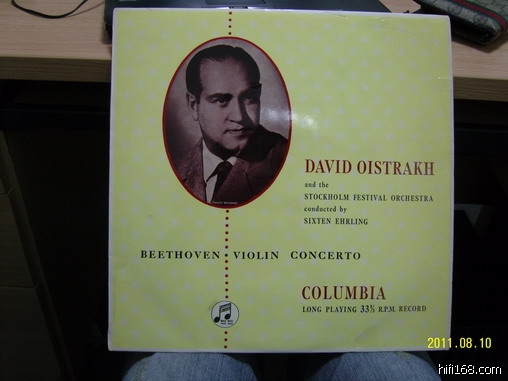 DAVID OISTRAKH
and the
STOCKHOLM FESTIVAL ORCHESTRA
conducted by
SIXTEN EHRLING
BEETHOVEN VIOLIN CONCERTO
COLUMBIA
LONG PLAYING 33⅓ R.P.M. RECORD
2011.08.10
hifi168.com